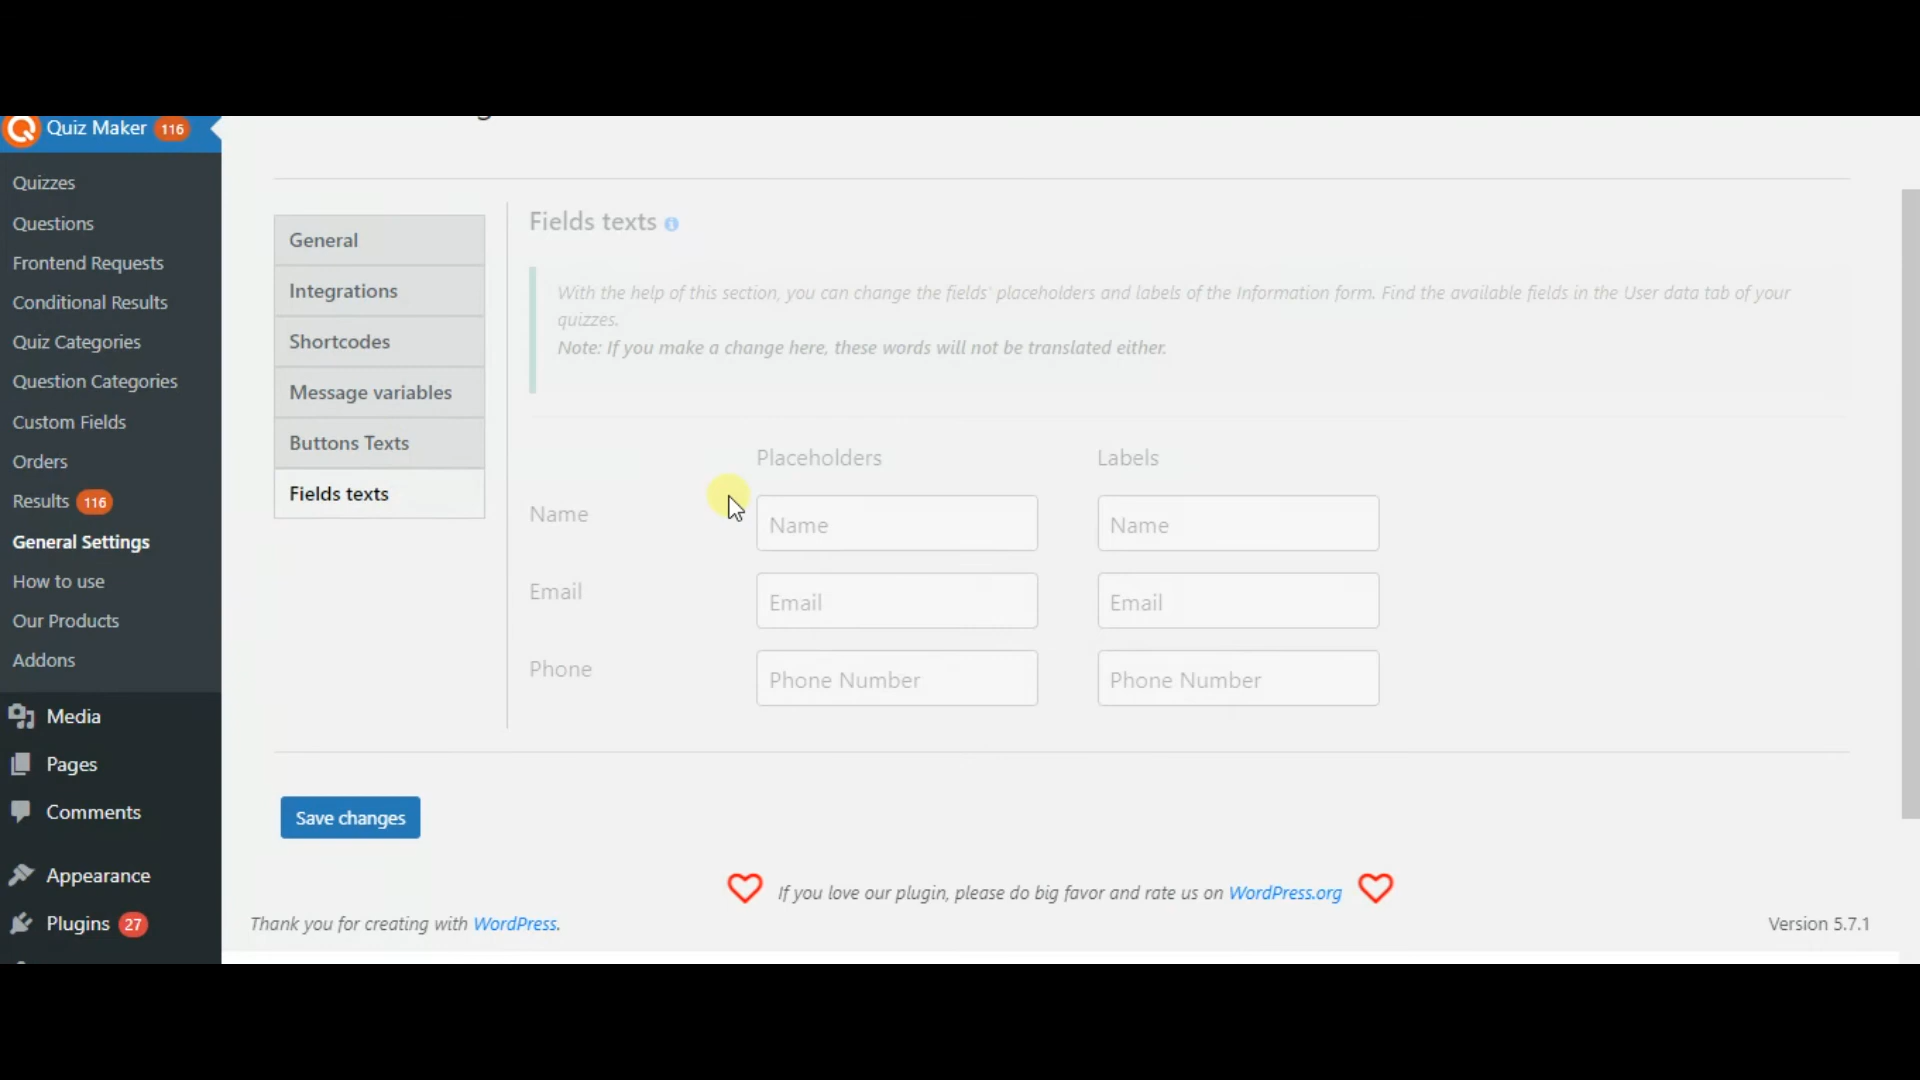 Quiz Maker 116
Quizzes
Questions
Frontend Requests
Conditional Results
Quiz Categories
Question Categories
Custom Fields
Orders
Results 116
General Settings
How to use
Our Products
Addons
Media
Pages
Comments
Appearance
Plugins 27
General
Integrations
Shortcodes
Message variables
Buttons Texts
Fields texts
Fields texts
With the help of this section, you can change the fields' placeholders and labels of the Information form. Find the available fields in the User data tab of your
quizzes.
Note: If you make a change here, these words will not be translated either.
Placeholders Labels
Name Name Name
Email Email Email
Phone Phone Number Phone Number
Save changes
If you love our plugin, please do big favor and rate us on WordPress.org
Thank you for creating with WordPress. Version 5.7.1